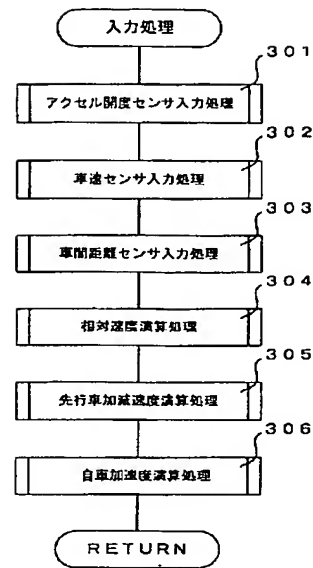 入力処理
301
アクセル開度センサ入力処理
302
車速センサ入力処理
303
車間距離センサ入力処理
304
相対速度演算処理
305
先行車加減速度演算処理
306
自車加速度演算処理
RETURN